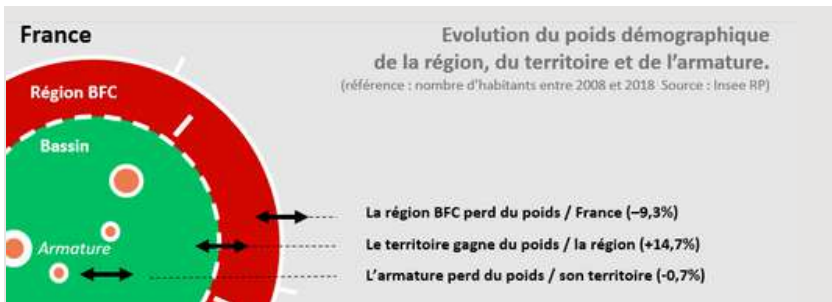 France
Evolution du poids démographique
de la région, du territoire et de l'armature.
(référence : nombre d'habitants entre 2008 et 2018 Source : Insee RP)
Région BFC
Bassin
Armature
La région BFC perd du poids / France (–9,3%)
Le territoire gagne du poids / la région (+14,7%)
L'armature perd du poids / son territoire (-0,7%)